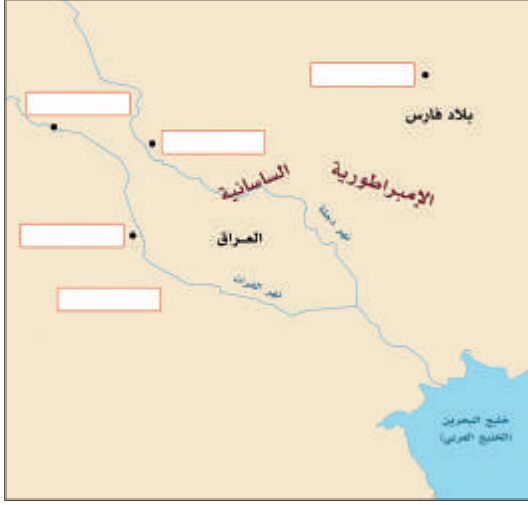 بلاد فارس
الإمبراطورية
الساسانية
نهر دجلة
العراق
نهر الفرات
خليج البحرين
(الخليج العربي)